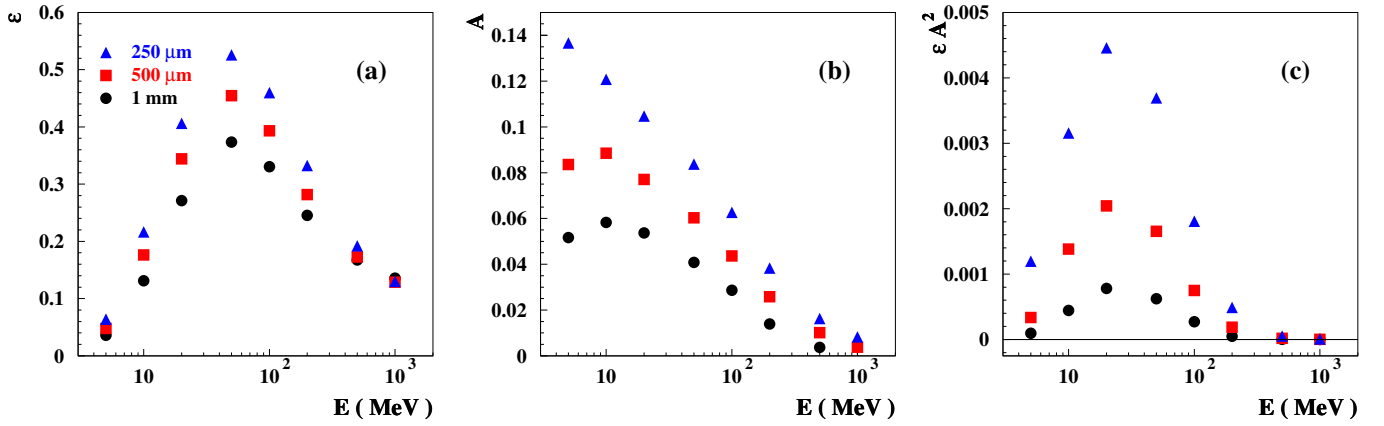 ε
0.6
0.5
0.4
0.3
0.2
0.1
0
250 μm
500 μm
1 mm
(a)
10
10²
10³
E ( MeV )
A
0.14
0.12
0.1
0.08
0.06
0.04
0.02
0
(b)
10
10²
10³
E ( MeV )
ε A²
0.005
0.004
0.003
0.002
0.001
0
(c)
10
10²
10³
E ( MeV )